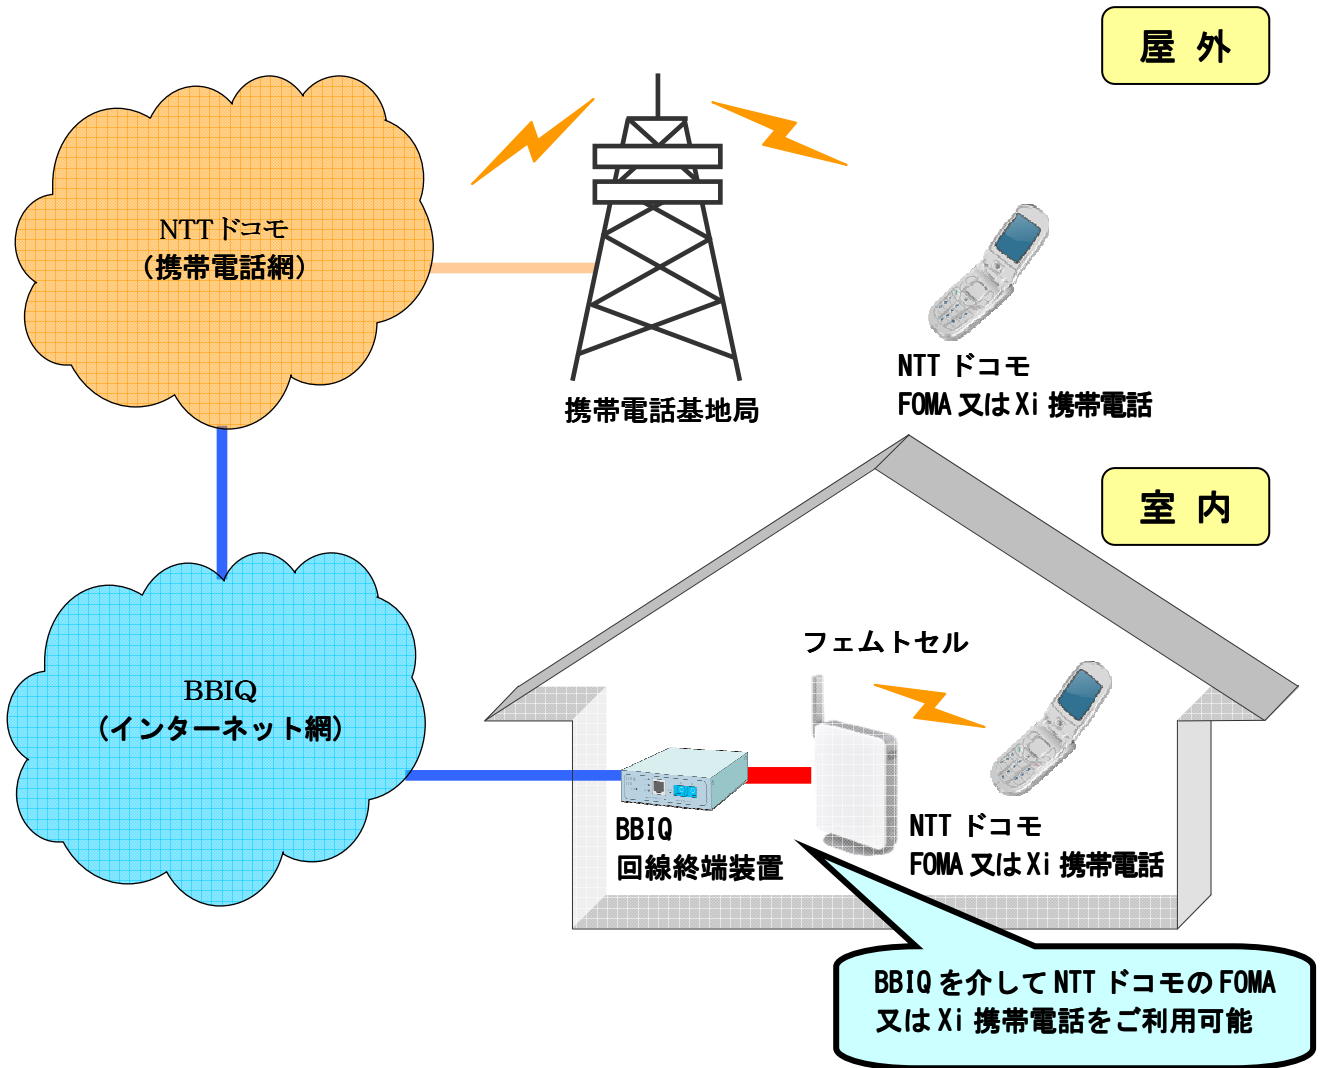 屋 外
NTTドコモ
(携帯電話網)
NTT ドコモ
FOMA 又は Xi 携帯電話
携帯電話基地局
室 内
フェムトセル
BBIQ
(インターネット網)
BBIQ
回線終端装置
NTT ドコモ
FOMA 又は Xi 携帯電話
BBIQ を介して NTT ドコモの FOMA
又は Xi 携帯電話をご利用可能